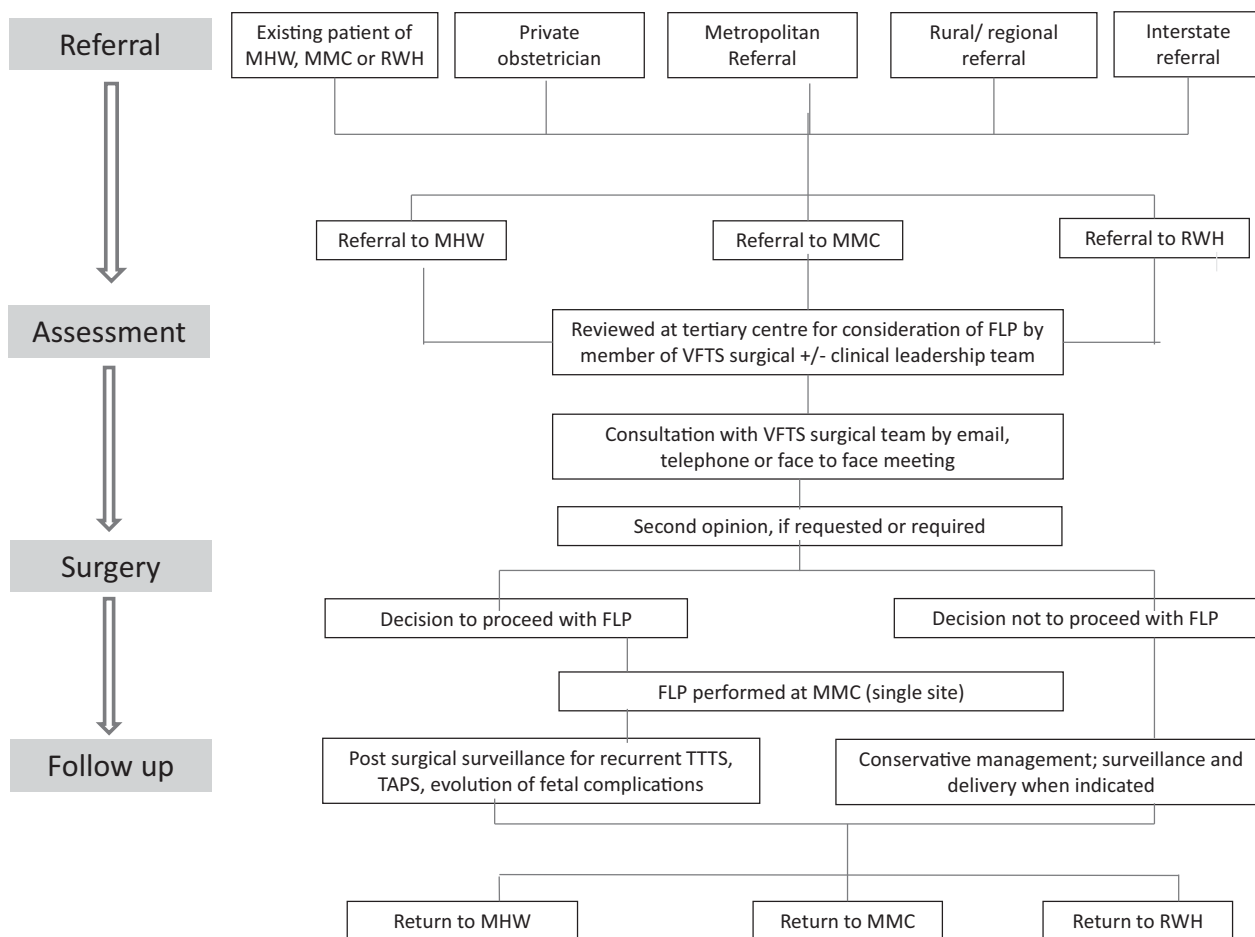 Referral
Existing patient of
MHW, MMC or RWH
Private
obstetrician
Metropolitan
Referral
Rural/ regional
referral
Interstate
referral
Referral to MHW
Referral to MMC
Referral to RWH
Assessment
Reviewed at tertiary centre for consideration of FLP by
member of VFTS surgical +/- clinical leadership team
Consultation with VFTS surgical team by email,
telephone or face to face meeting
Second opinion, if requested or required
Surgery
Decision to proceed with FLP
Decision not to proceed with FLP
FLP performed at MMC (single site)
Follow up
Post surgical surveillance for recurrent TTTS,
TAPS, evolution of fetal complications
Conservative management; surveillance and
delivery when indicated
Return to MHW
Return to MMC
Return to RWH